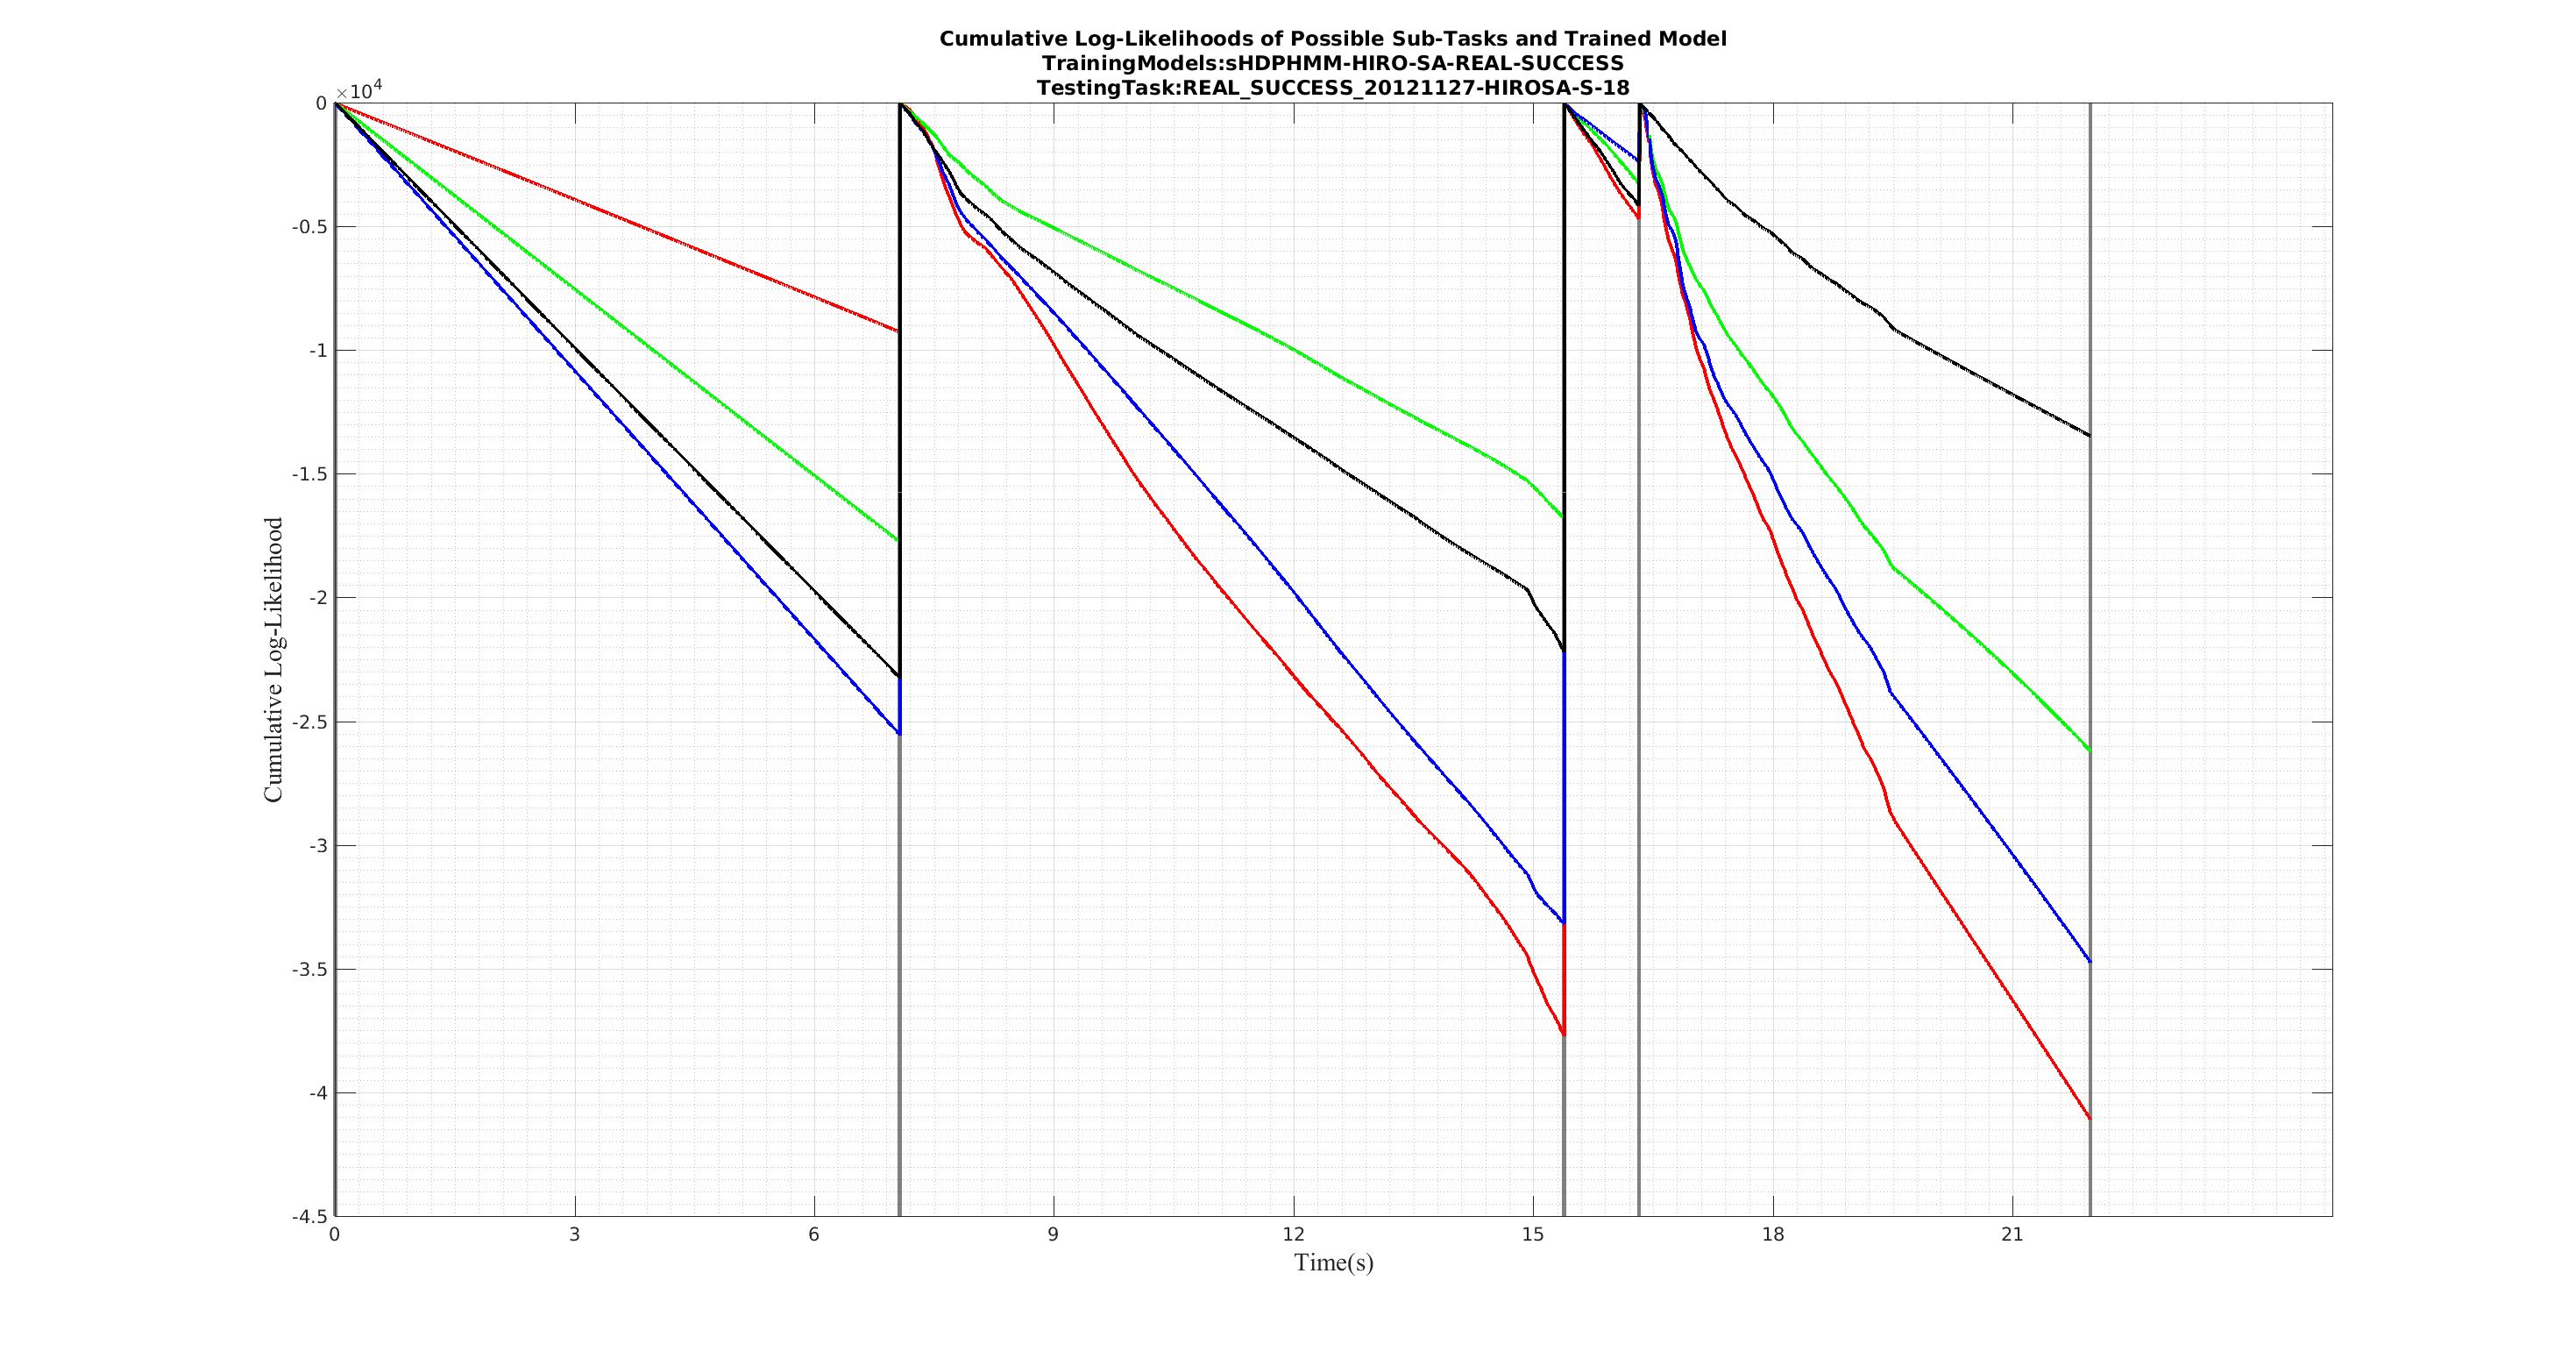 Cumulative Log-Likelihoods of Possible Sub-Tasks and Trained Model
TrainingModels:sHDPHMM-HIRO-SA-REAL-SUCCESS
TestingTask:REAL_SUCCESS_20121127-HIROSA-S-18
×10^4
0
-0.5
-1
-1.5
-2
-2.5
-3
-3.5
-4
-4.5
Cumulative Log-Likelihood
0 3 6 9 12 15 18 21
Time(s)